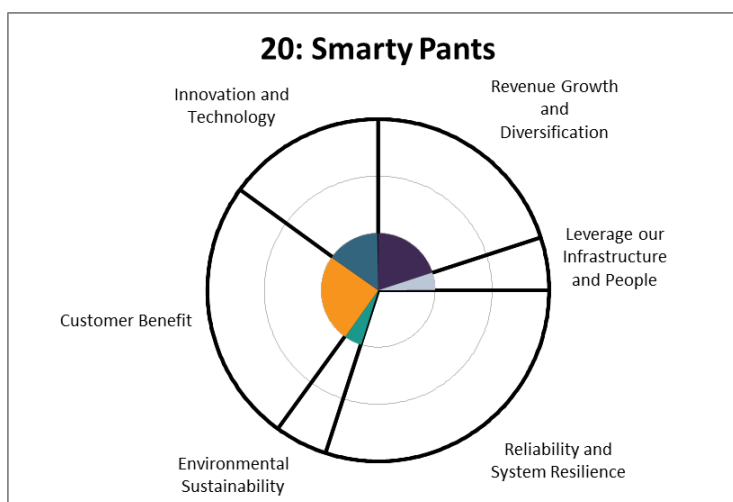 20: Smarty Pants
Innovation and
Technology
Revenue Growth
and
Diversification
Leverage our
Infrastructure
and People
Customer Benefit
Environmental
Sustainability
Reliability and
System Resilience